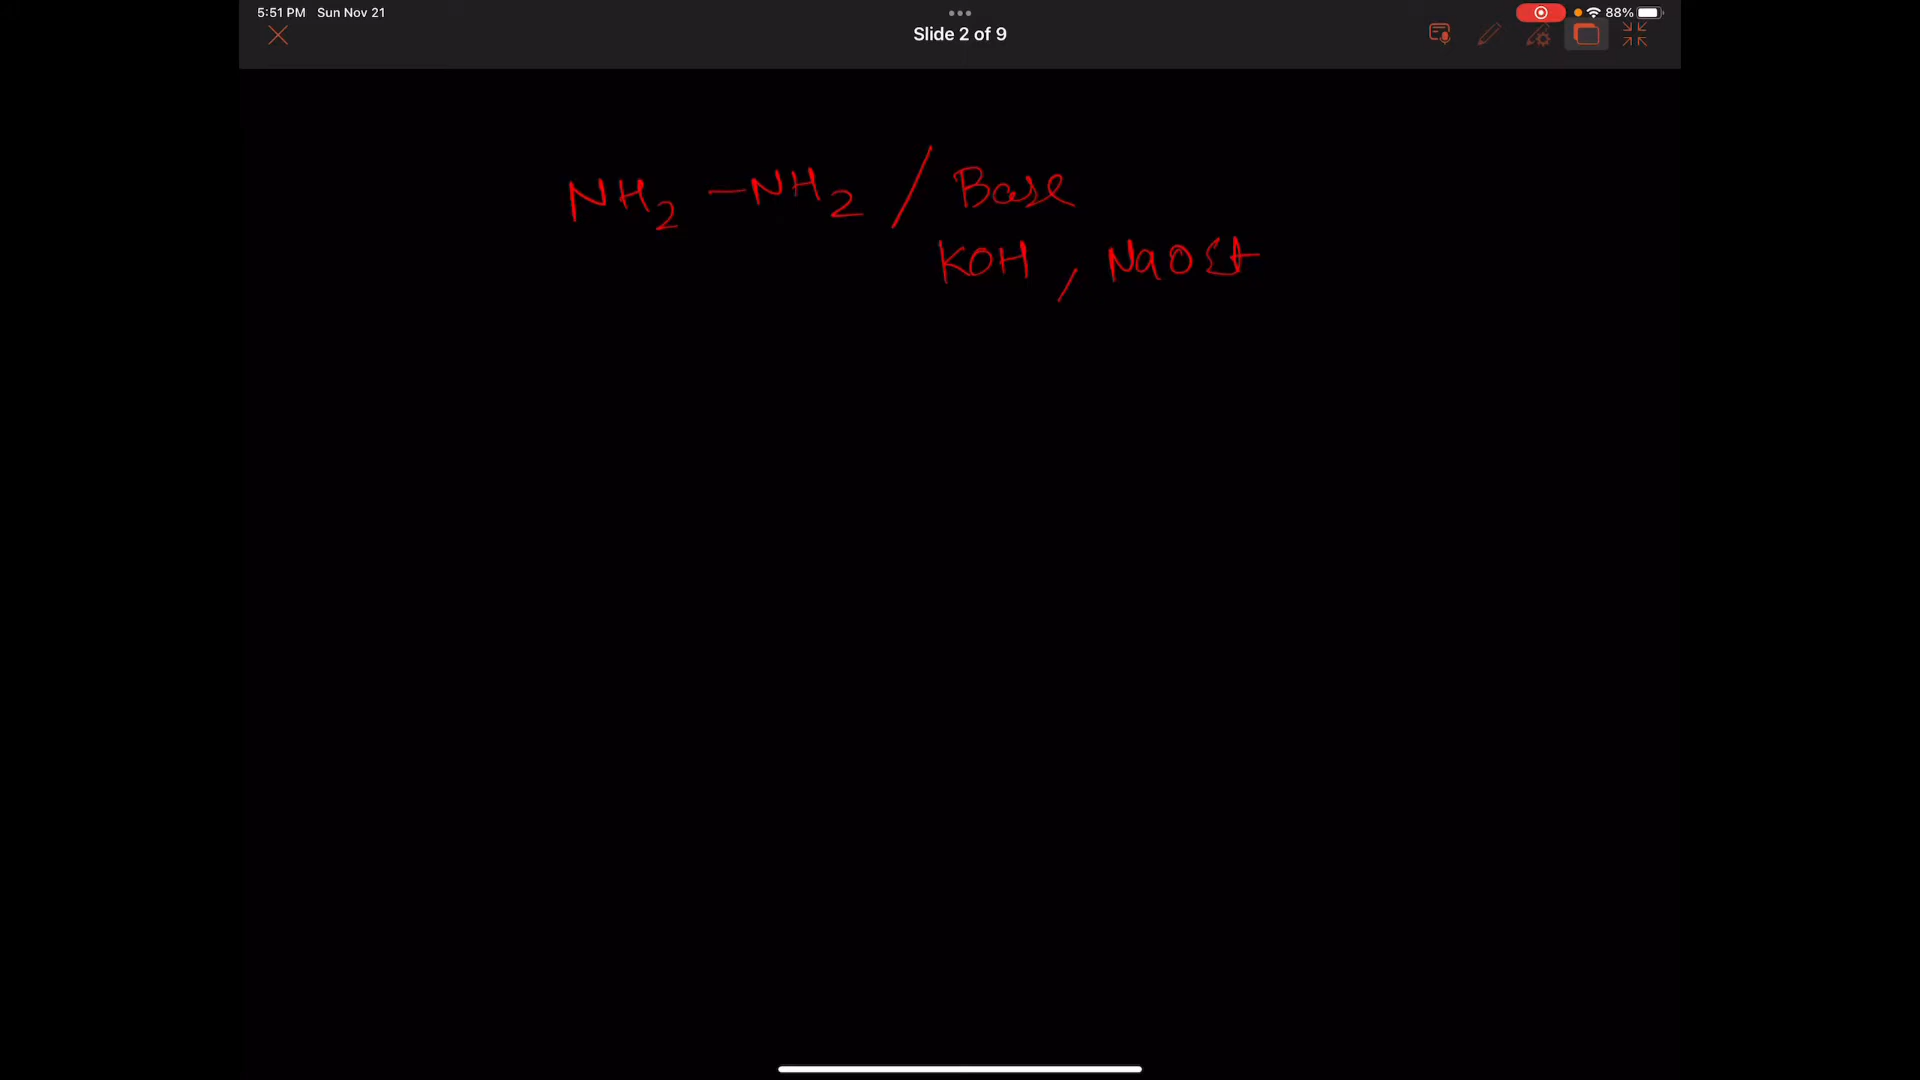 5:51 PM Sun Nov 21
88%
Slide 2 of 9
NH₂ – NH₂ / Base
KOH , NaOEt